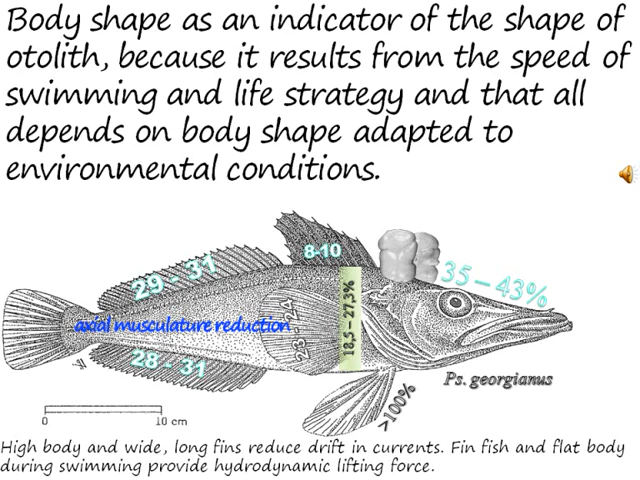 Body shape as an indicator of the shape of
otolith, because it results from the speed of
swimming and life strategy and that all
depends on body shape adapted to
environmental conditions.
8-10
29 - 31
35 – 43%
18,5 – 27,3%
23 - 24
axial musculature reduction
28 - 31
Ps. georgianus
>100%
0 10 cm
High body and wide, long fins reduce drift in currents. Fin fish and flat body
during swimming provide hydrodynamic lifting force.